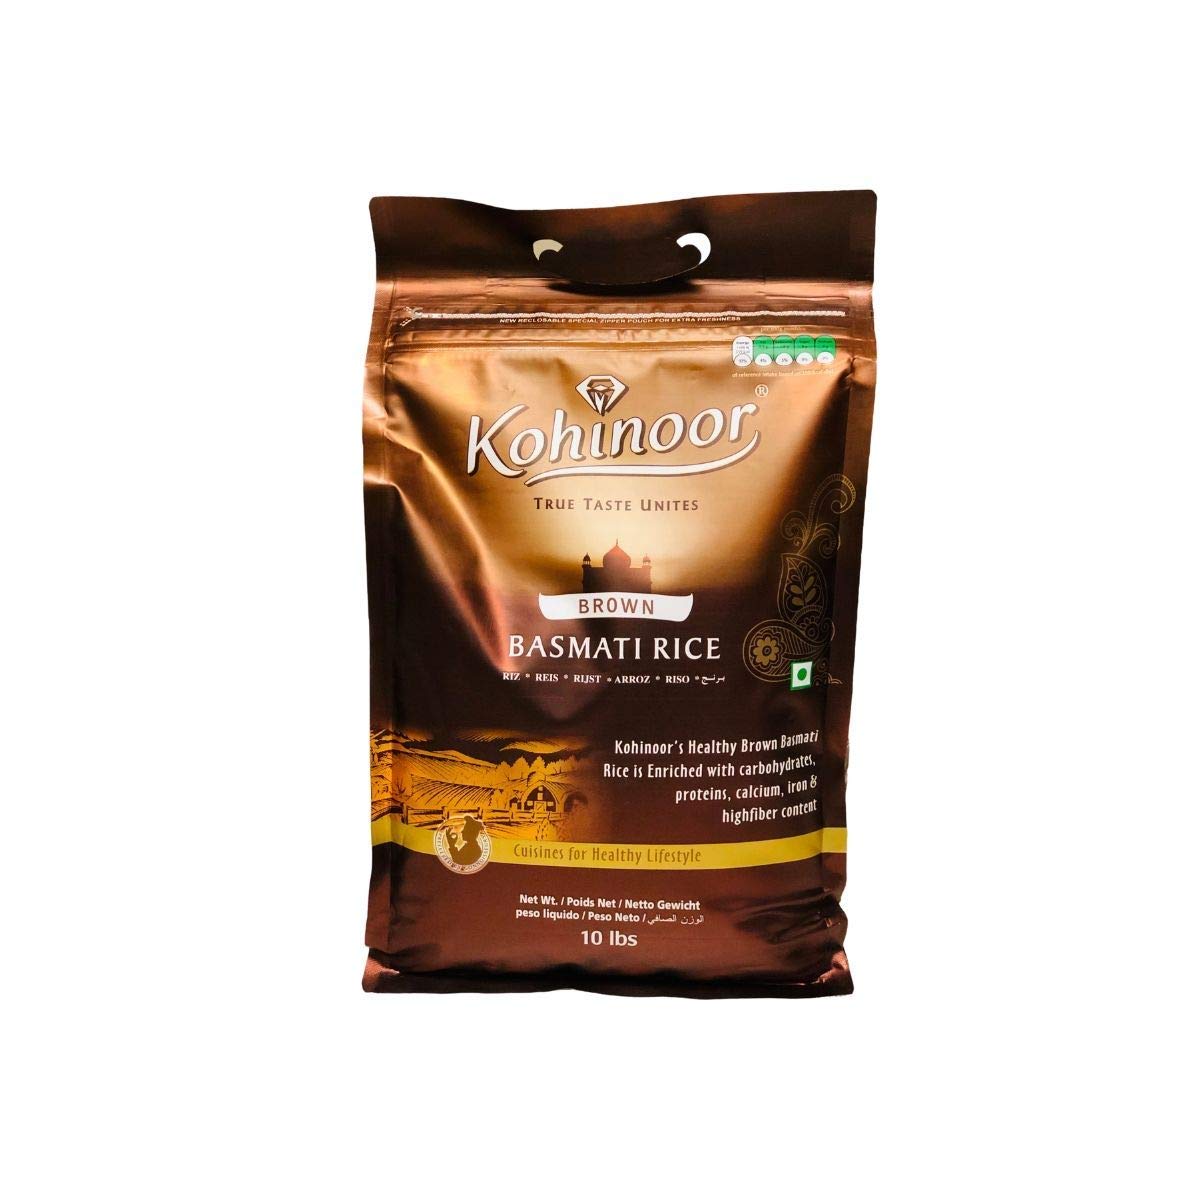 NEW RECLOSABLE SPECIAL ZIPPER POUCH FOR EXTRA FRESHNESS
Kohinoor®
TRUE TASTE UNITES
BROWN
BASMATI RICE
RIZ * REIS * RIJST * ARROZ * RISO * برنج
Kohinoor's Healthy Brown Basmati
Rice is Enriched with carbohydrates,
proteins, calcium, iron &
highfiber content
Cuisines for Healthy Lifestyle
Net Wt. / Poids Net / Netto Gewicht
peso liquido / Peso Neto / الوزن الصافي
10 lbs